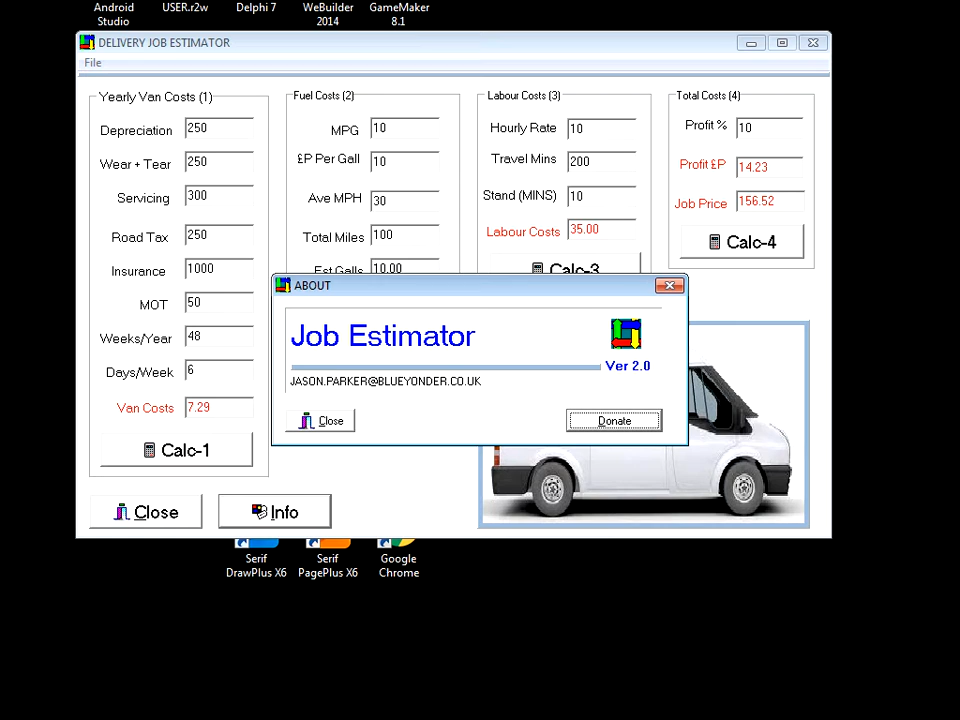 Android Studio
USER.r2w
Delphi 7
WeBuilder 2014
GameMaker 8.1
DELIVERY JOB ESTIMATOR
File
Yearly Van Costs (1)
Depreciation 250
Wear + Tear 250
Servicing 300
Road Tax 250
Insurance 1000
MOT 50
Weeks/Year 48
Days/Week 6
Van Costs 7.29
Calc-1
Fuel Costs (2)
MPG 10
£P Per Gall 10
Ave MPH 30
Total Miles 100
Est Galls 10.00
Labour Costs (3)
Hourly Rate 10
Travel Mins 200
Stand (MINS) 10
Labour Costs 35.00
Calc-3
Total Costs (4)
Profit % 10
Profit £P 14.23
Job Price 156.52
Calc-4
ABOUT
Job Estimator
Ver 2.0
JASON.PARKER@BLUEYONDER.CO.UK
Close
Donate
Close
Info
Serif DrawPlus X6
Serif PagePlus X6
Google Chrome